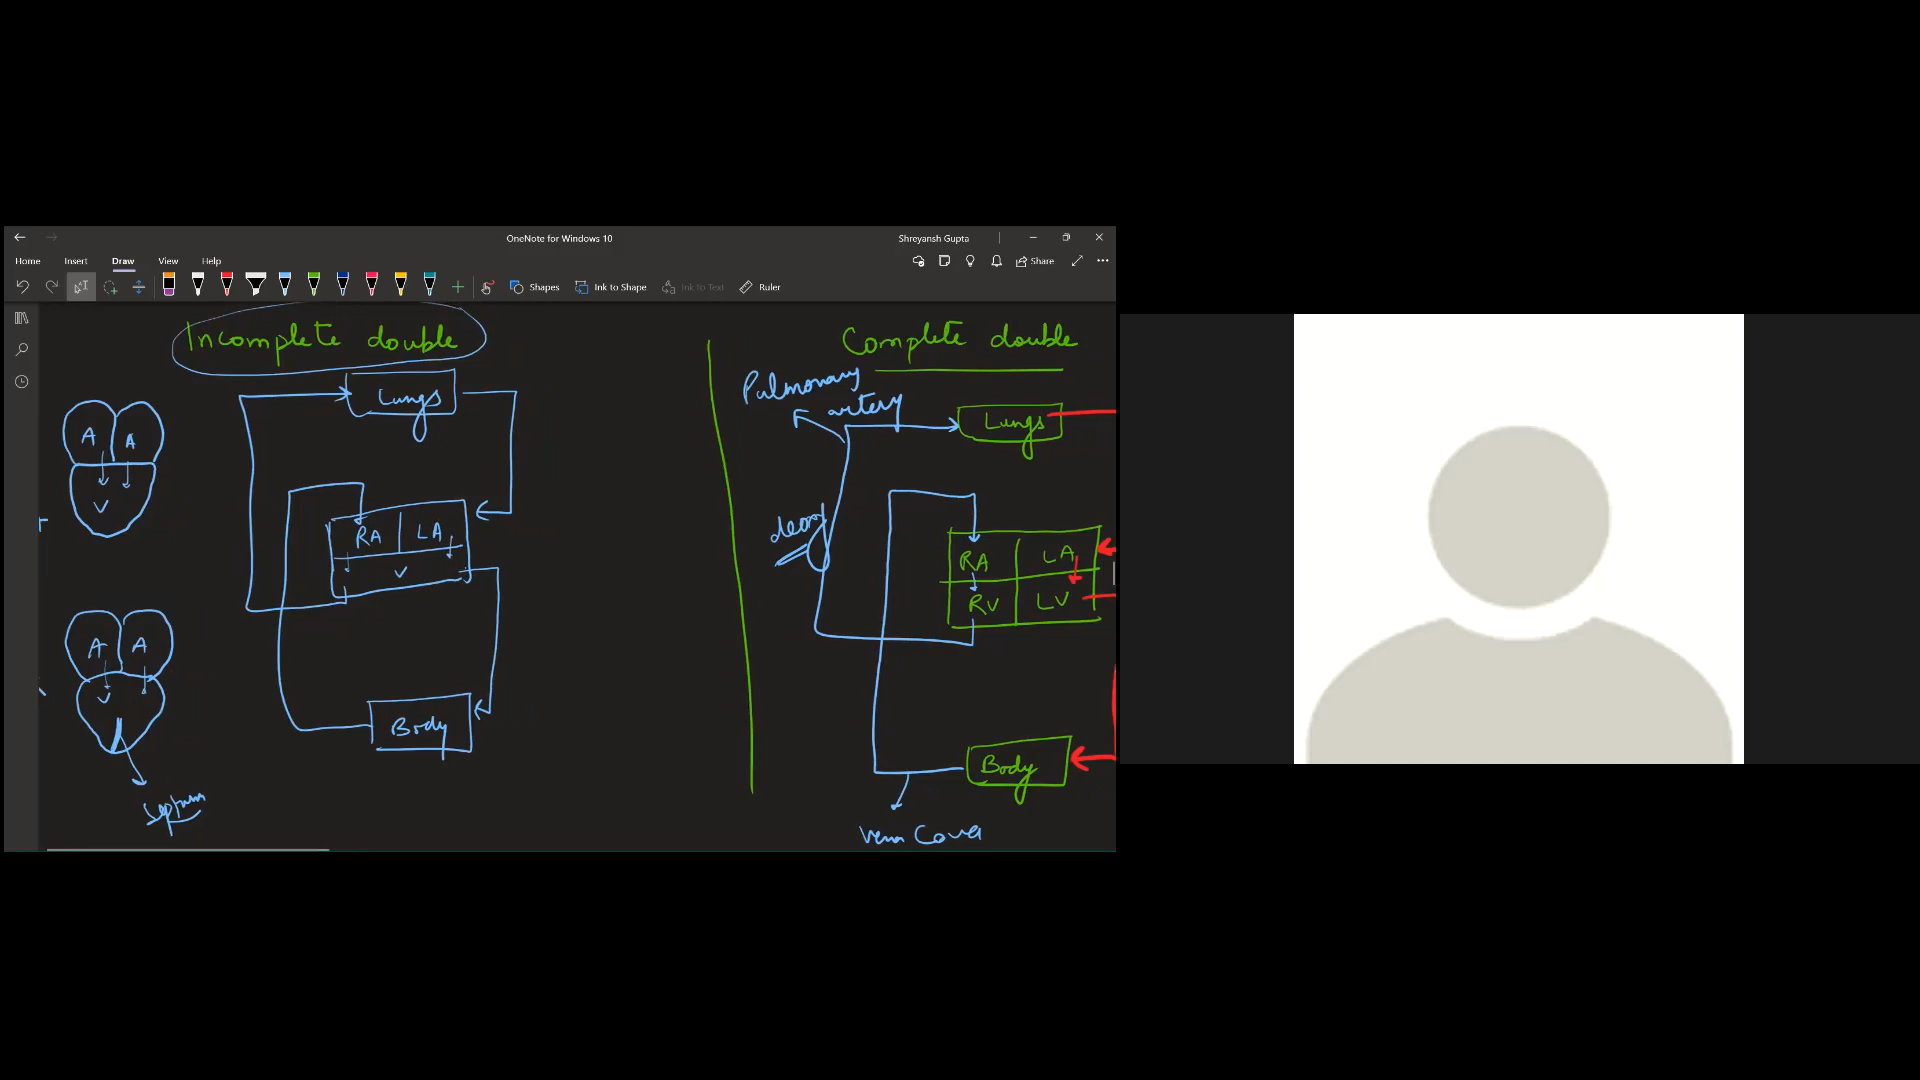 OneNote for Windows 10
Shreyansh Gupta
Home Insert Draw View Help
Share
Shapes Ink to Shape Ink to Text Ruler
Incomplete double
Lungs
A A
V
RA LA
V
A A
V
Body
Septum
Complete double
Pulmonary
artery
Lungs
deoxy
RA LA
RV LV
Body
Vena Cava